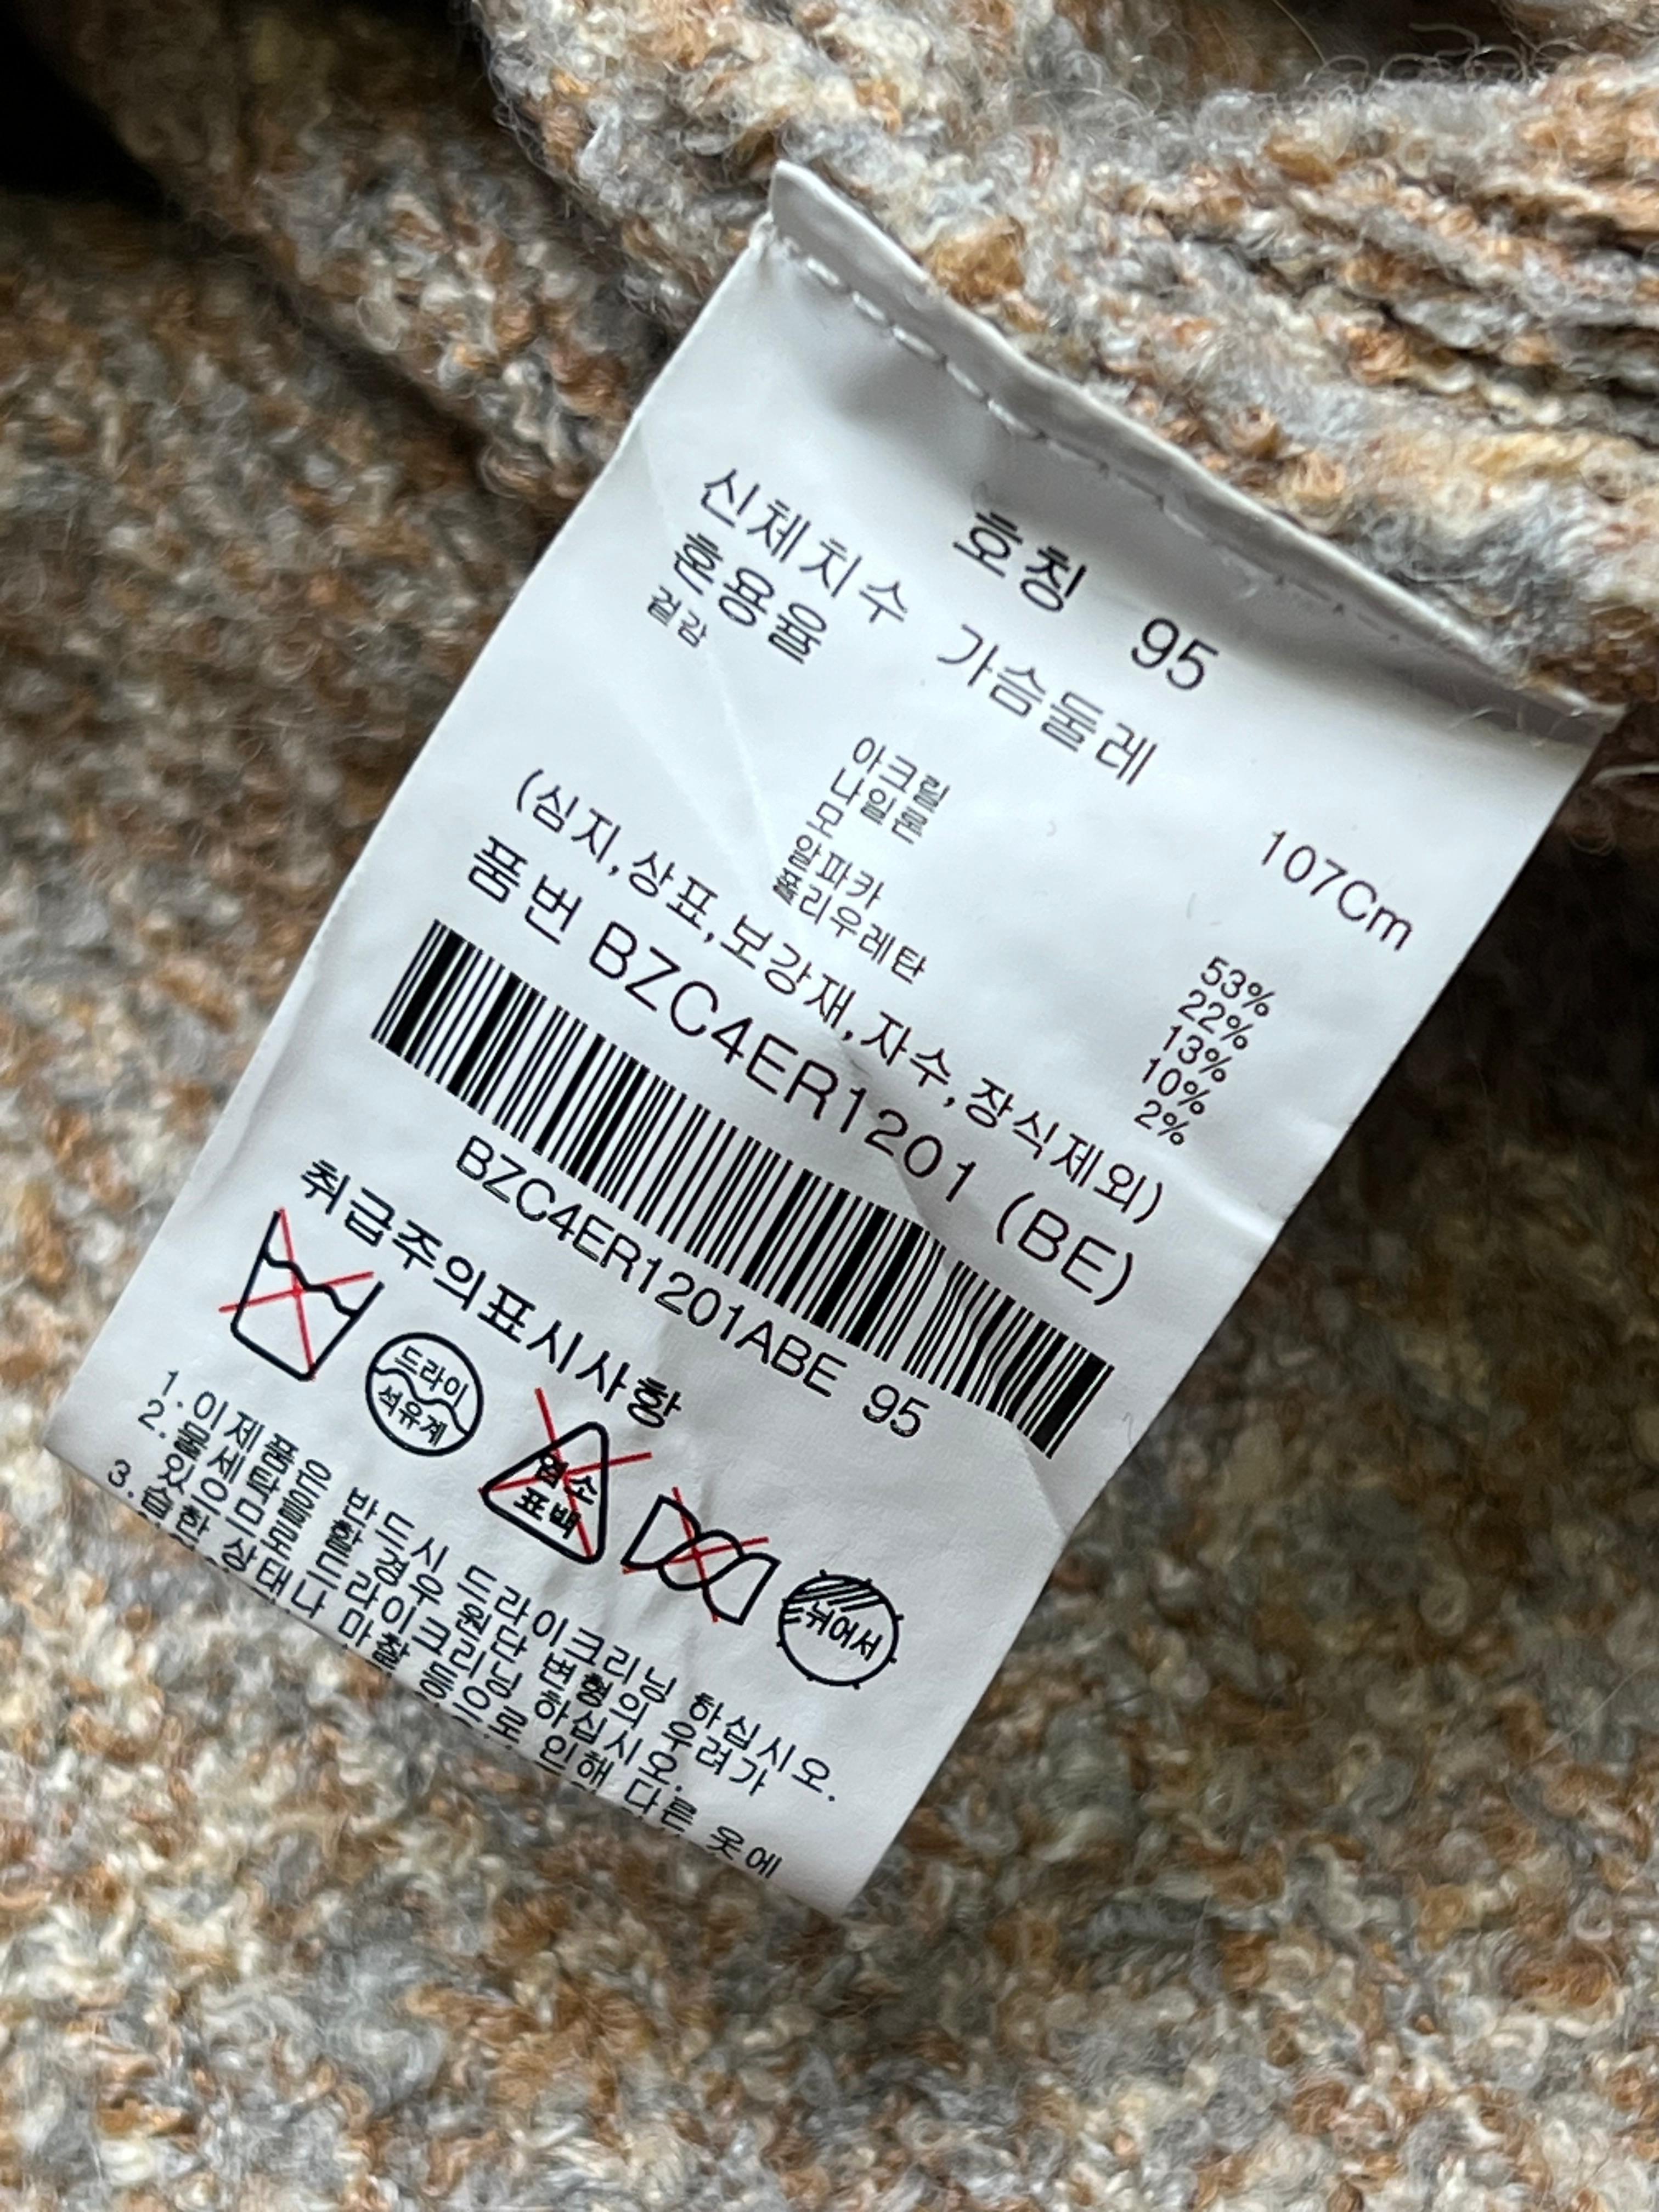 호칭 95
신체치수 가슴둘레 107Cm
혼용율
겉감
아크릴 53%
나일론 22%
모 13%
알파카 10%
폴리우레탄 2%
(심지,상표,보강재,자수,장식제외)
품번 BZC4ER1201 (BE)
BZC4ER1201ABE 95
취급주의표시사항
드라이
석유계
염소
표백
뉘어서
1.이제품은 반드시 드라이크리닝 하십시오.
2.물세탁을 할 경우 원단 변형의 우려가
있으므로 드라이크리닝 하십시오.
3.습한 상태나 마찰 등으로 인해 다른 옷에